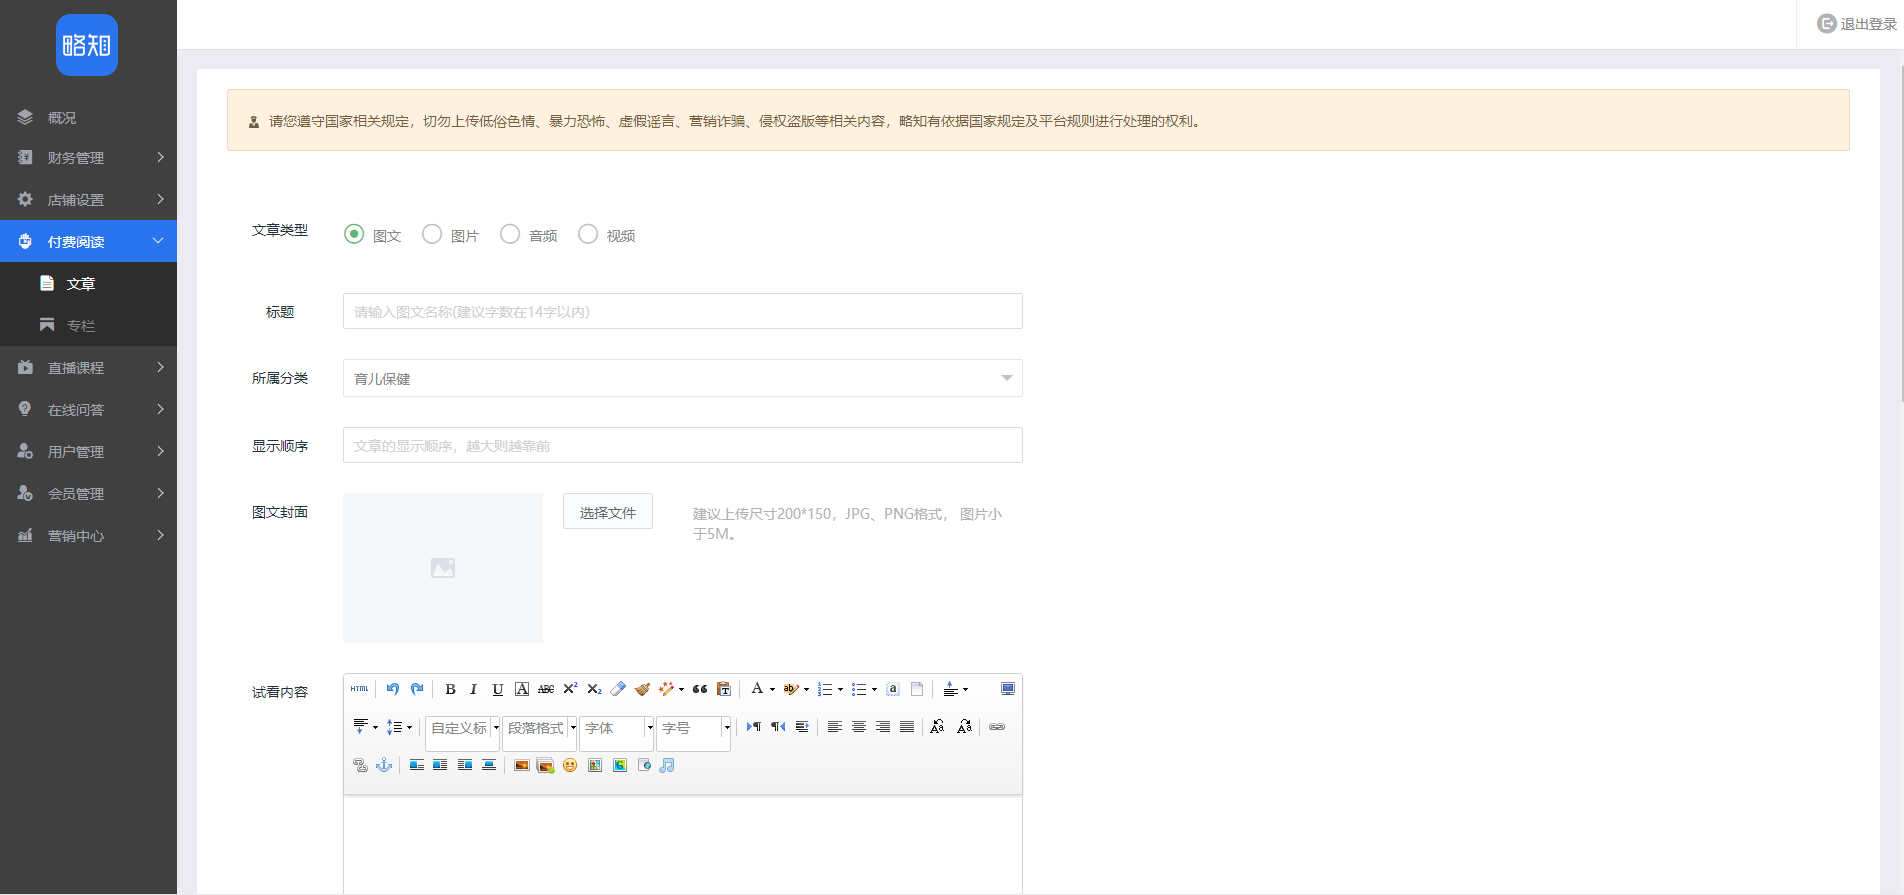 略知
退出登录
概况
财务管理
店铺设置
付费阅读
文章
专栏
直播课程
在线问答
用户管理
会员管理
营销中心
请您遵守国家相关规定，切勿上传低俗色情、暴力恐怖、虚假谣言、营销诈骗、侵权盗版等相关内容，略知有依据国家规定及平台规则进行处理的权利。
文章类型 图文 图片 音频 视频
标题 请输入图文名称(建议字数在14字以内)
所属分类 育儿保健
显示顺序 文章的显示顺序，越大则越靠前
图文封面 选择文件 建议上传尺寸200*150，JPG、PNG格式， 图片小
于5M。
试看内容 HTML B I U A ABC X² X₂ A ab a
自定义标 段落格式 字体 字号